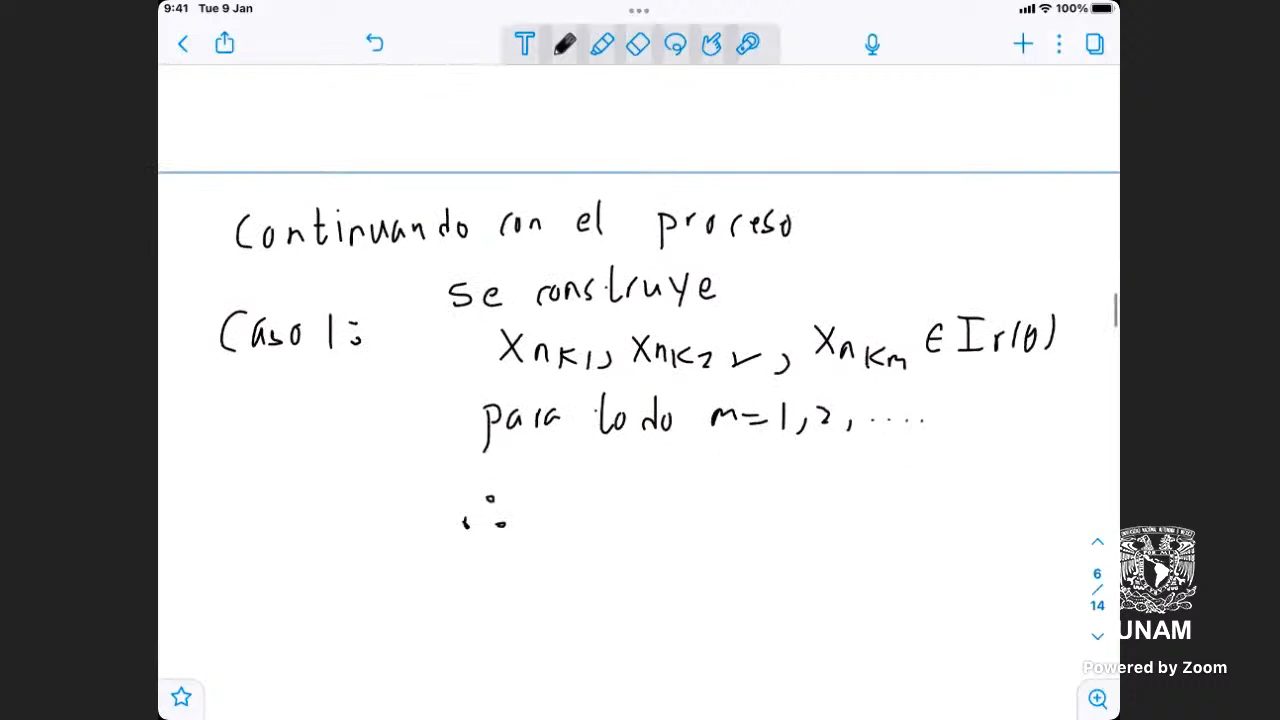 9:41 Tue 9 Jan
100%
T
Continuando con el proceso
se construye
Caso 1:
Xnk1, Xnk2, , Xnkm ∈ Ir(θ)
para todo m=1,2,....
∴
6
/
14
UNAM
Powered by Zoom